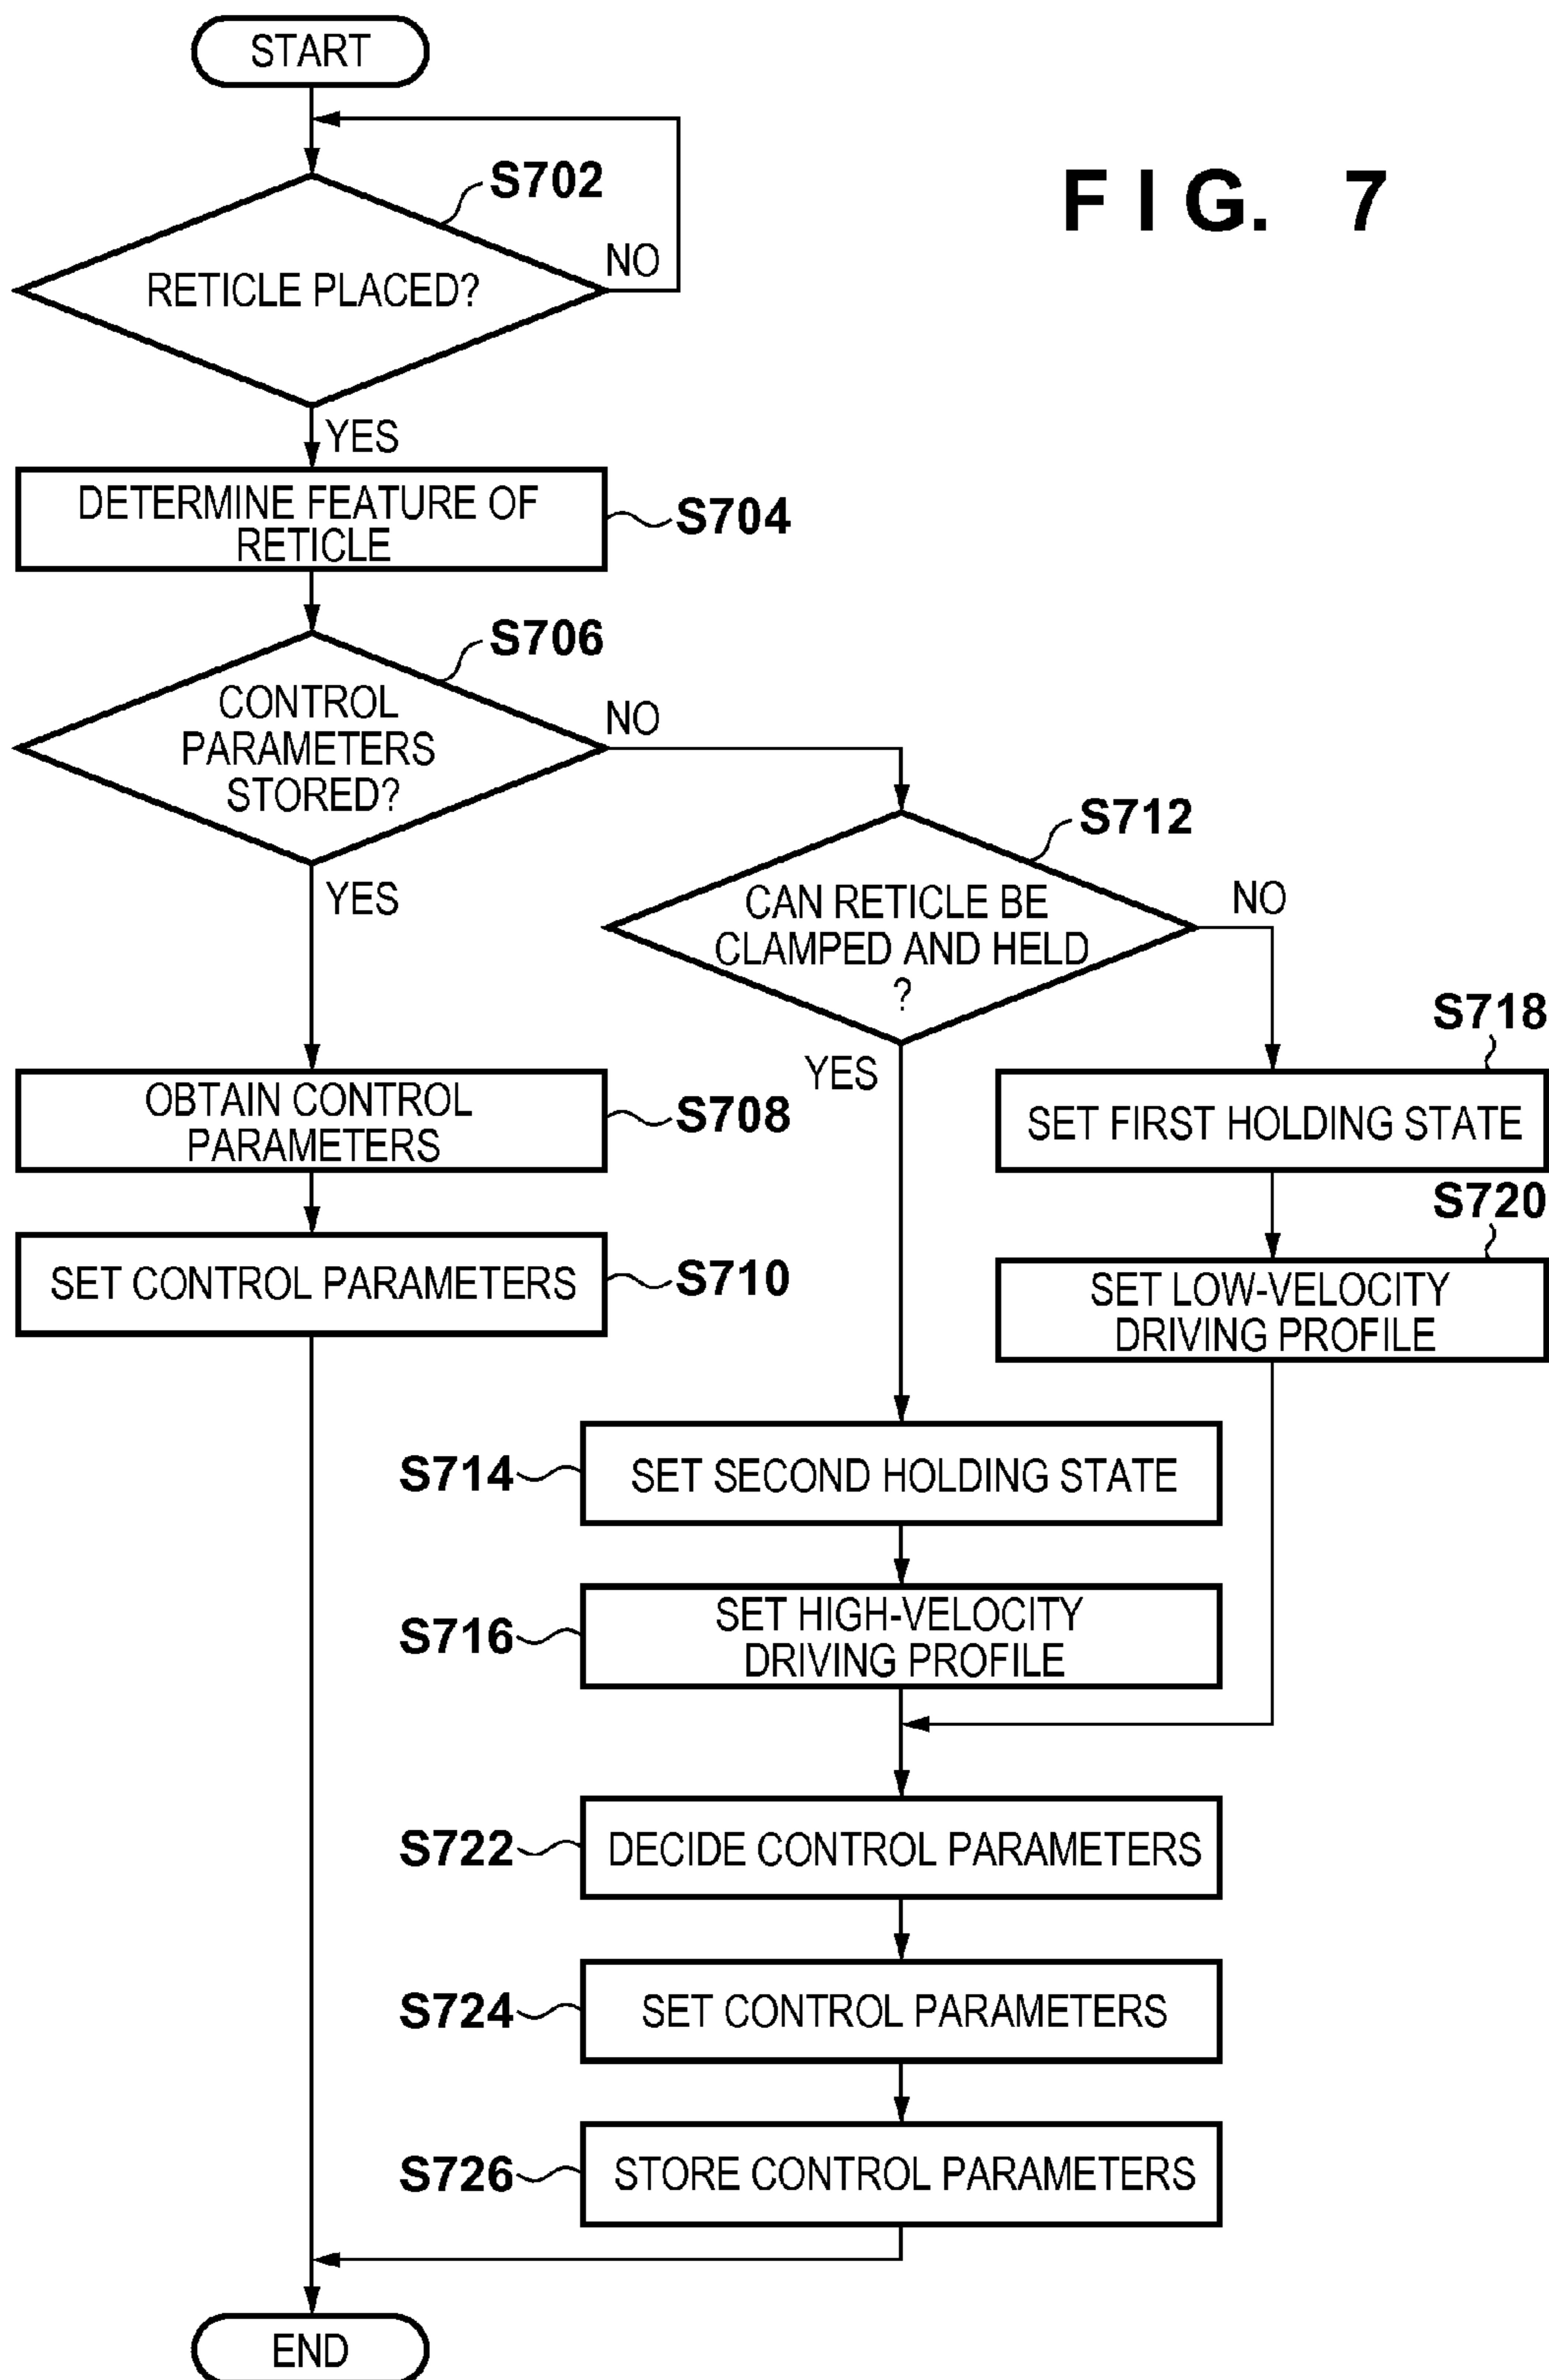 START
F I G. 7
S702
RETICLE PLACED?
NO
YES
DETERMINE FEATURE OF
RETICLE
S704
S706
CONTROL
PARAMETERS
STORED?
NO
YES
S712
CAN RETICLE BE
CLAMPED AND HELD
?
NO
YES
OBTAIN CONTROL
PARAMETERS
S708
SET CONTROL PARAMETERS
S710
S718
SET FIRST HOLDING STATE
S720
SET LOW-VELOCITY
DRIVING PROFILE
S714
SET SECOND HOLDING STATE
S716
SET HIGH-VELOCITY
DRIVING PROFILE
S722
DECIDE CONTROL PARAMETERS
S724
SET CONTROL PARAMETERS
S726
STORE CONTROL PARAMETERS
END